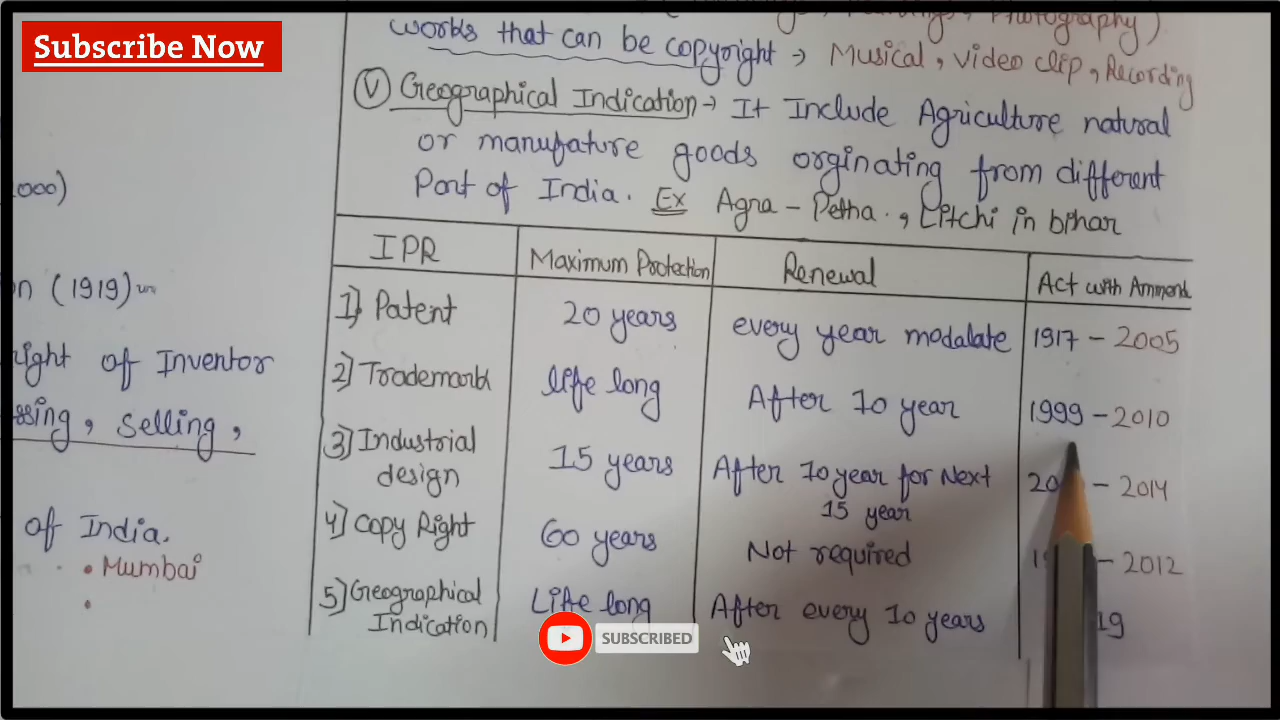 Subscribe Now
Photography)
works that can be copyright → Musical, video clip, Recording
(V) Geographical Indication → It Include Agriculture natural
or manufature goods orginating from different
Part of India. Ex Agra - Petha., Litchi in bihar
000)
n (1919)
right of Inventor
ssing, selling,
of India.
• Mumbai
•
IPR Maximum Protection Renewal Act with Ammend
1) Patent 20 years every year modalate 1917 - 2005
2) Trademark life long After 10 year 1999 - 2010
3) Industrial design 15 years After 10 year for Next 15 year 20 - 2014
4) Copy Right 60 years Not required 19 - 2012
5) Geographical Indication Life long After every 10 years 19
SUBSCRIBED